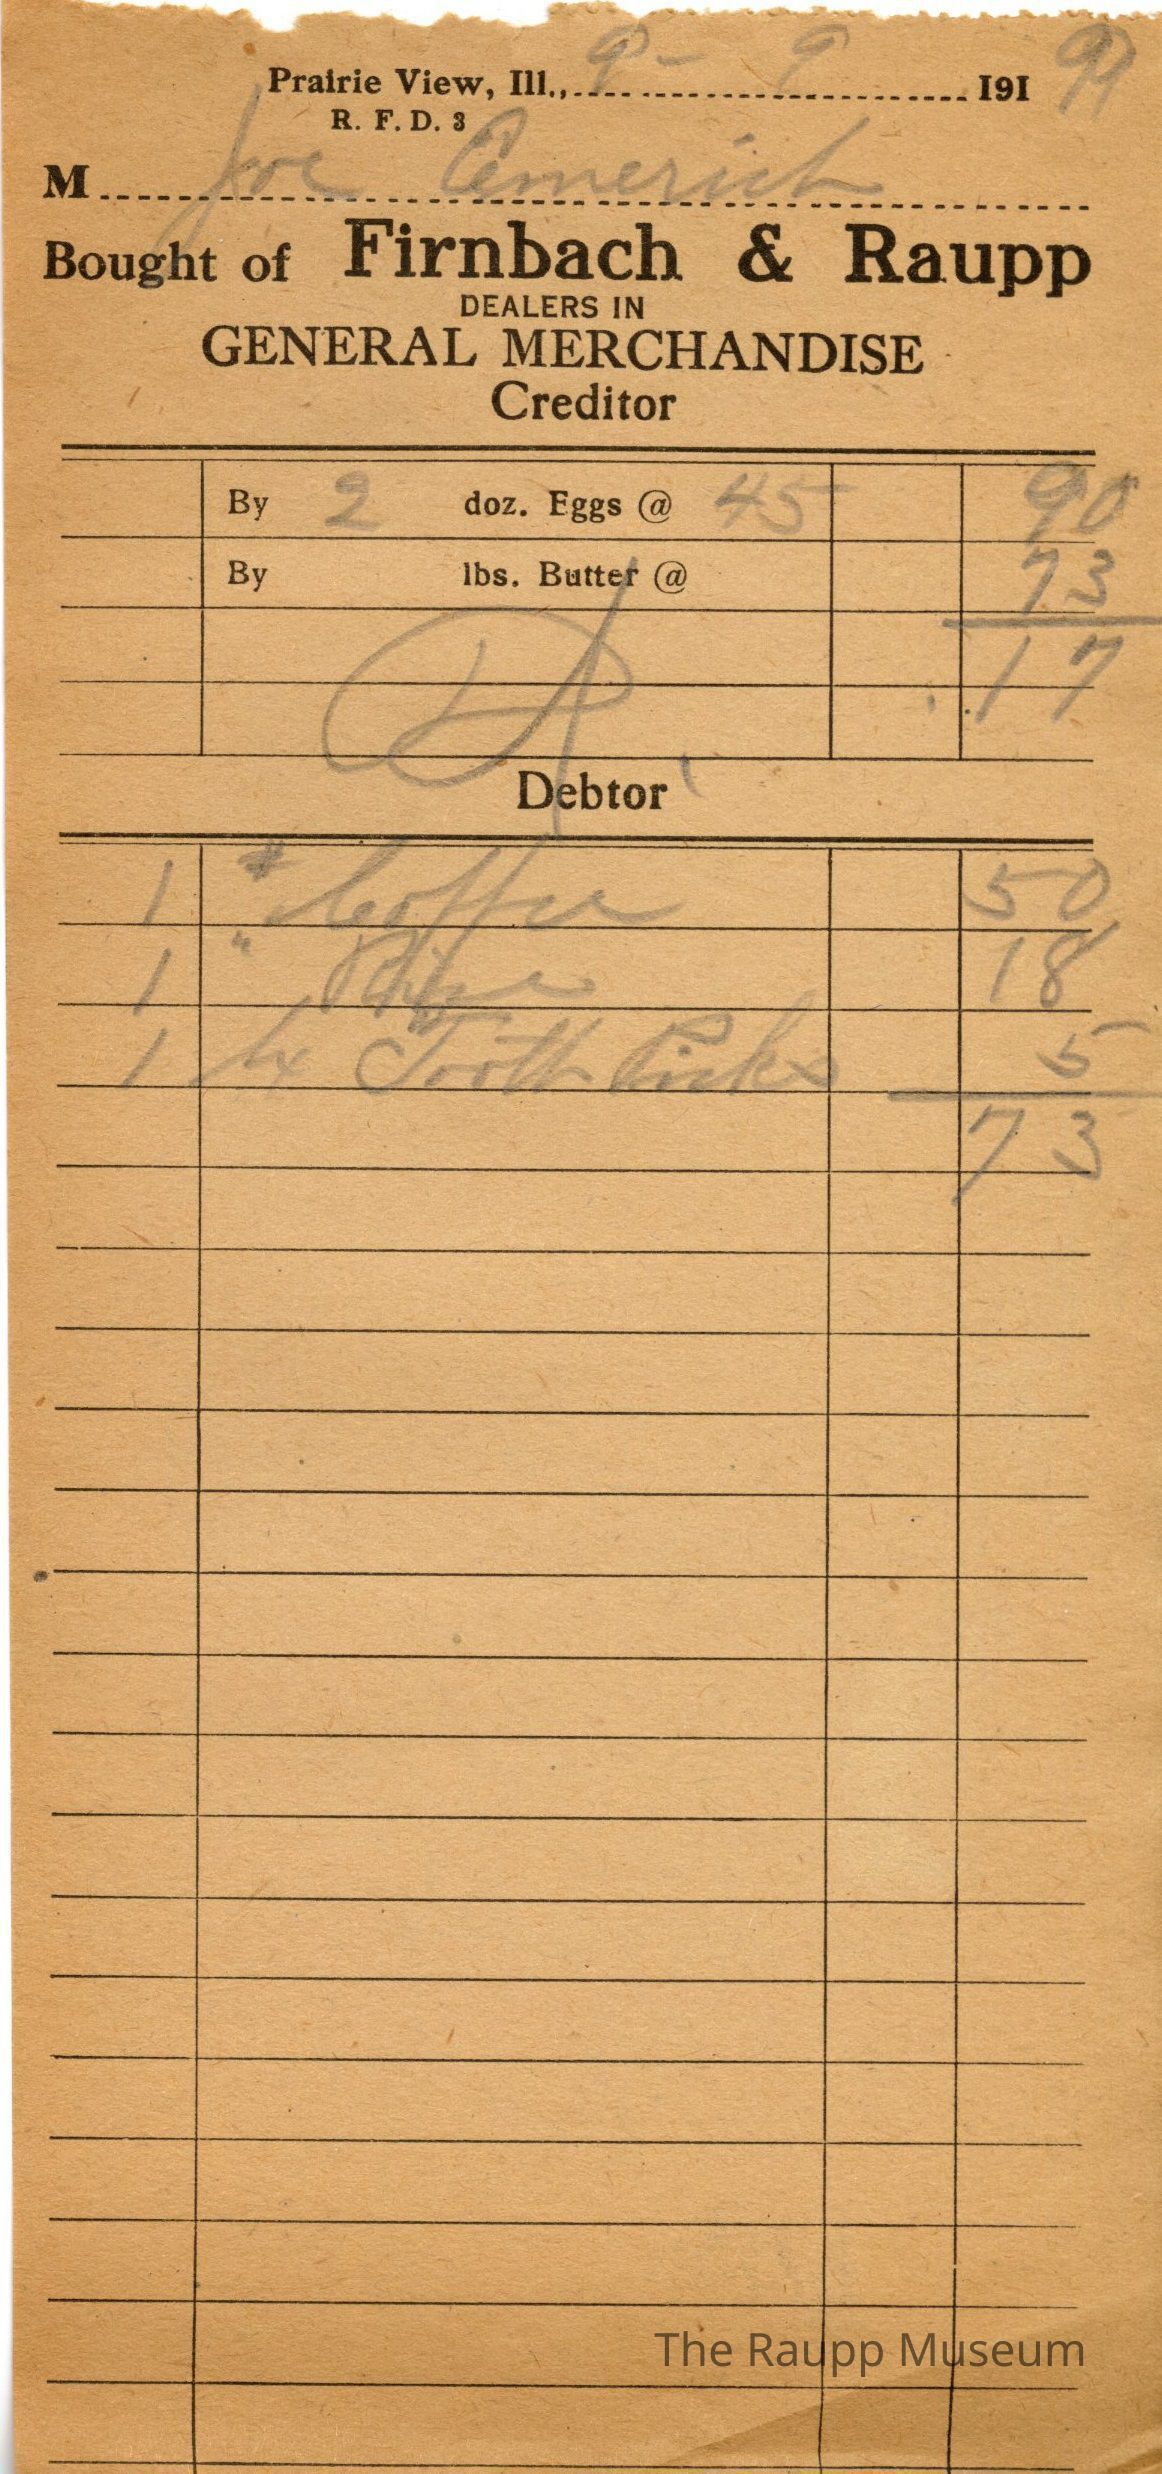 Prairie View, Ill., 9 - 9 1919
R. F. D. 3
M Joe Emerich
Bought of Firnbach & Raupp
DEALERS IN
GENERAL MERCHANDISE
Creditor
By 2 doz. Eggs @ 45 90
By lbs. Butter @ 73
17
Debtor
1 # Coffee 50
1 " Rice 18
1 Bx Tooth Picks 5
73
The Raupp Museum